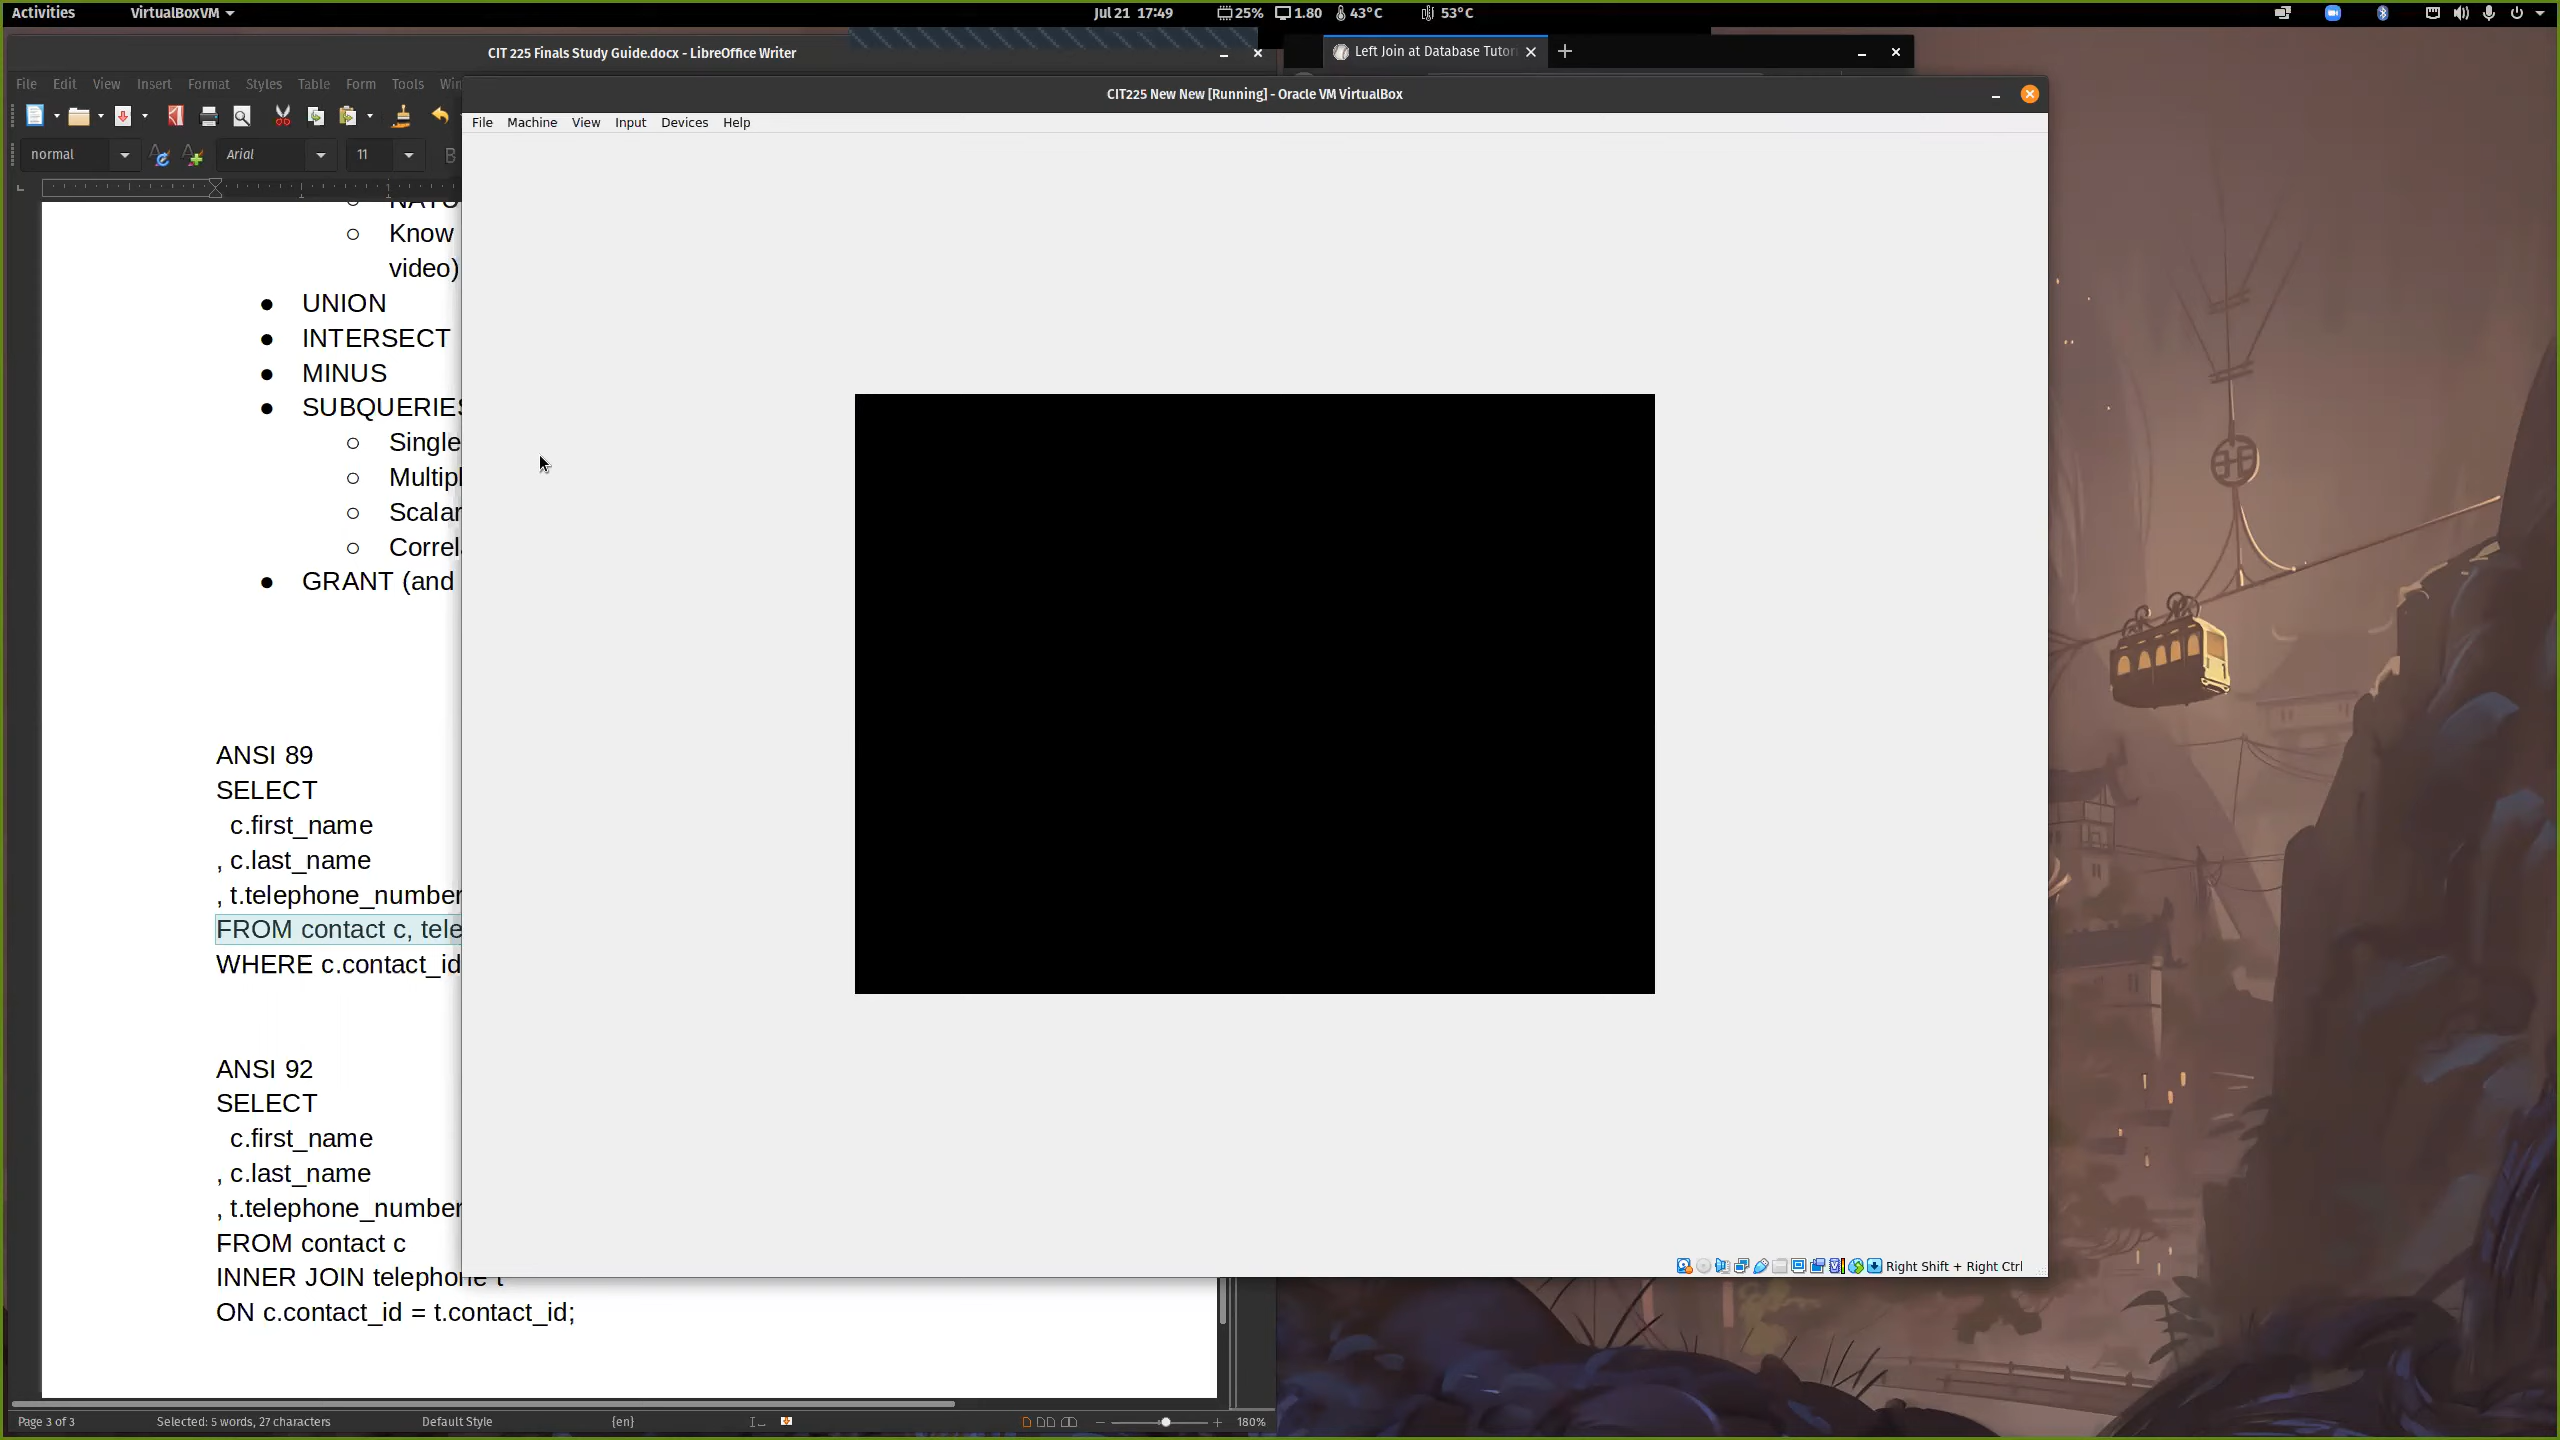 Activities
VirtualBoxVM
Jul 21 17:49
25%
1.80
43°C
53°C
CIT 225 Finals Study Guide.docx - LibreOffice Writer
Left Join at Database Tutor
File Edit View Insert Format Styles Table Form Tools
normal
Arial
11
CIT225 New New [Running] - Oracle VM VirtualBox
File Machine View Input Devices Help
Know
video)
UNION
INTERSECT
MINUS
SUBQUERIES
Single
Multipl
Scalar
Correl
GRANT (and
ANSI 89
SELECT
c.first_name
, c.last_name
, t.telephone_number
FROM contact c, tele
WHERE c.contact_id
ANSI 92
SELECT
c.first_name
, c.last_name
, t.telephone_number
FROM contact c
INNER JOIN telephone t
ON c.contact_id = t.contact_id;
Right Shift + Right Ctrl
Page 3 of 3
Selected: 5 words, 27 characters
Default Style
{en}
180%